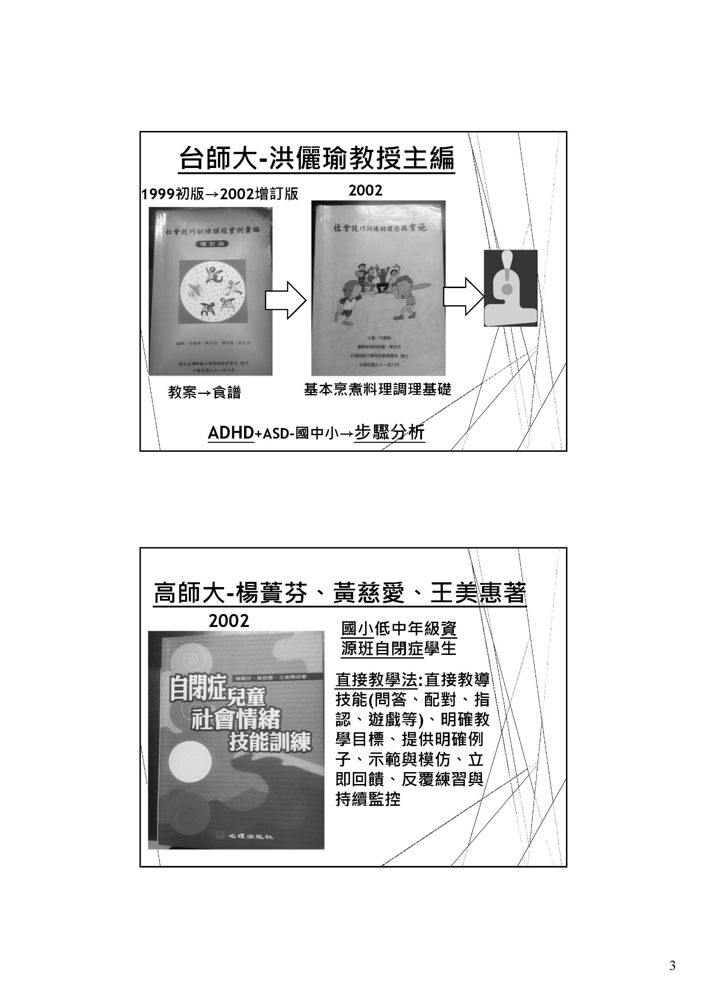 台師大-洪儷瑜教授主編
1999初版→2002增訂版
2002
社會技巧訓練課程實例彙編
增訂版
國立台灣師範大學特殊教育學系 發行
中華民國九十一年十月
社會技巧訓練的理念與實施
主編：洪儷瑜
編輯助理與美編：陳芬芳
台灣師範大學特殊教育學系 發行
中華民國九十一年六月
教案→食譜
基本烹煮料理調理基礎
ADHD+ASD-國中小→步驟分析
高師大-楊蕢芬、黃慈愛、王美惠著
2002
楊蕢芬、黃慈愛、王美惠◎著
自閉症兒童
社會情緒
技能訓練
心理出版社
國小低中年級資
源班自閉症學生
直接教學法:直接教導
技能(問答、配對、指
認、遊戲等)、明確教
學目標、提供明確例
子、示範與模仿、立
即回饋、反覆練習與
持續監控
3